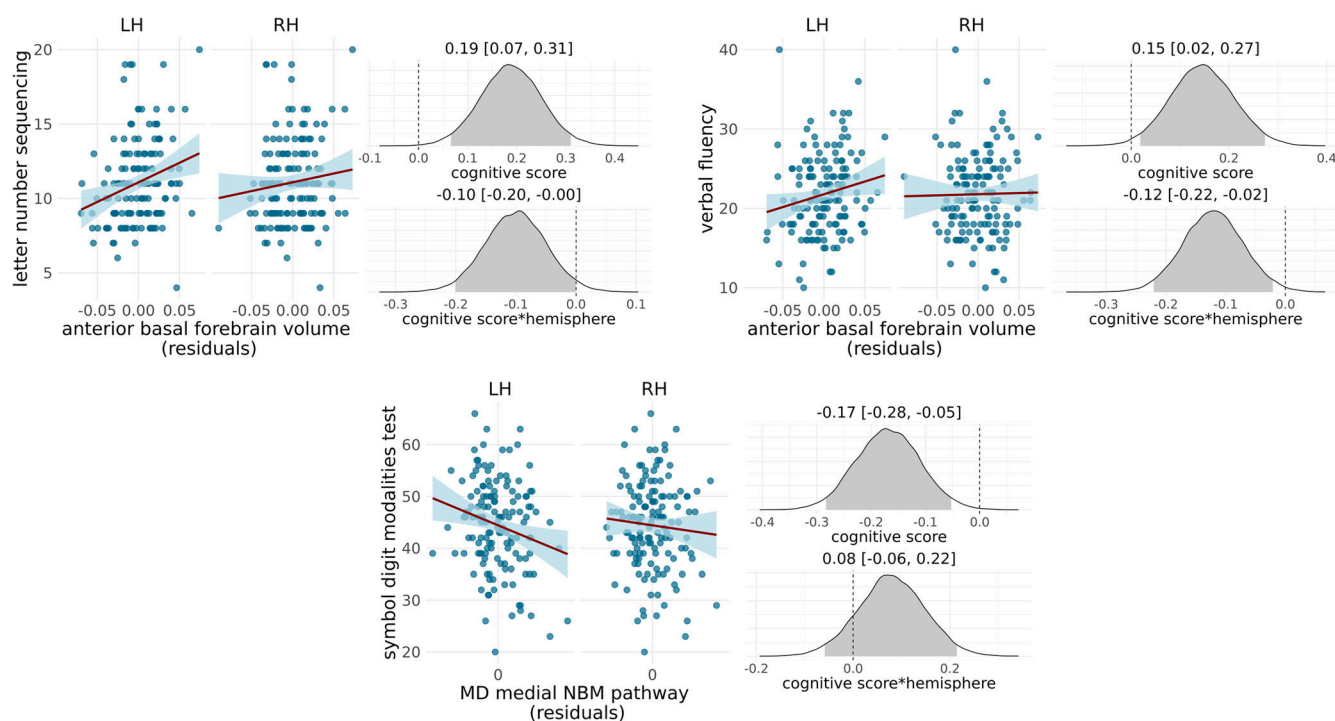 LH RH
letter number sequencing
20
15
10
5
-0.05 0.00 0.05 -0.05 0.00 0.05
anterior basal forebrain volume
(residuals)
0.19 [0.07, 0.31]
-0.1 0.0 0.1 0.2 0.3 0.4
cognitive score
-0.10 [-0.20, -0.00]
-0.3 -0.2 -0.1 0.0 0.1
cognitive score*hemisphere
LH RH
verbal fluency
40
30
20
10
-0.05 0.00 0.05 -0.05 0.00 0.05
anterior basal forebrain volume
(residuals)
0.15 [0.02, 0.27]
0.0 0.2 0.4
cognitive score
-0.12 [-0.22, -0.02]
-0.3 -0.2 -0.1 0.0
cognitive score*hemisphere
LH RH
symbol digit modalities test
60
50
40
30
20
0 0
MD medial NBM pathway
(residuals)
-0.17 [-0.28, -0.05]
-0.4 -0.3 -0.2 -0.1 0.0
cognitive score
0.08 [-0.06, 0.22]
-0.2 0.0 0.2
cognitive score*hemisphere